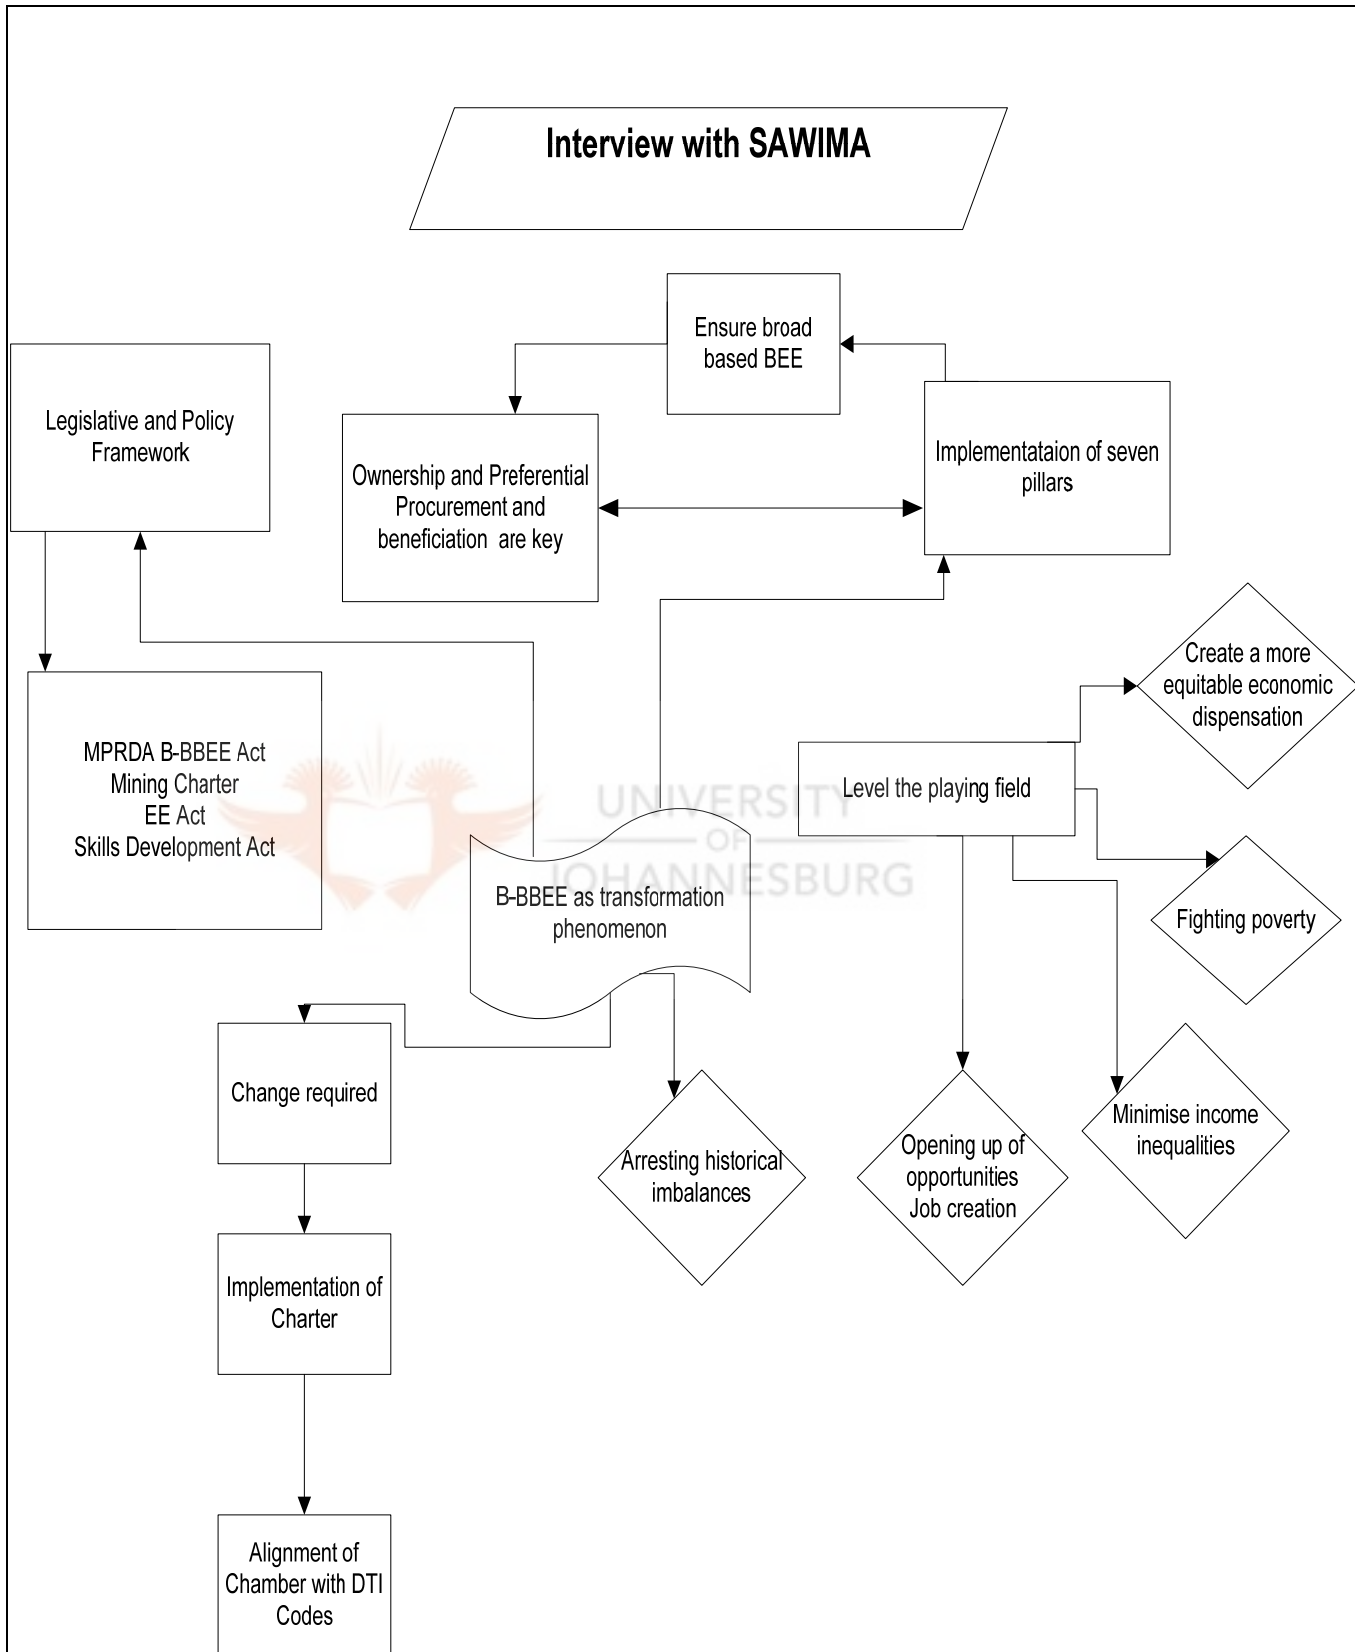 Interview with SAWIMA
Ensure broad
based BEE
Legislative and Policy
Framework
Ownership and Preferential
Procurement and
beneficiation are key
Implementataion of seven
pillars
Create a more
equitable economic
dispensation
MPRDA B-BBEE Act
Mining Charter
EE Act
Skills Development Act
Level the playing field
UNIVERSITY
OF
JOHANNESBURG
B-BBEE as transformation
phenomenon
Fighting poverty
Change required
Arresting historical
imbalances
Opening up of
opportunities
Job creation
Minimise income
inequalities
Implementation of
Charter
Alignment of
Chamber with DTI
Codes